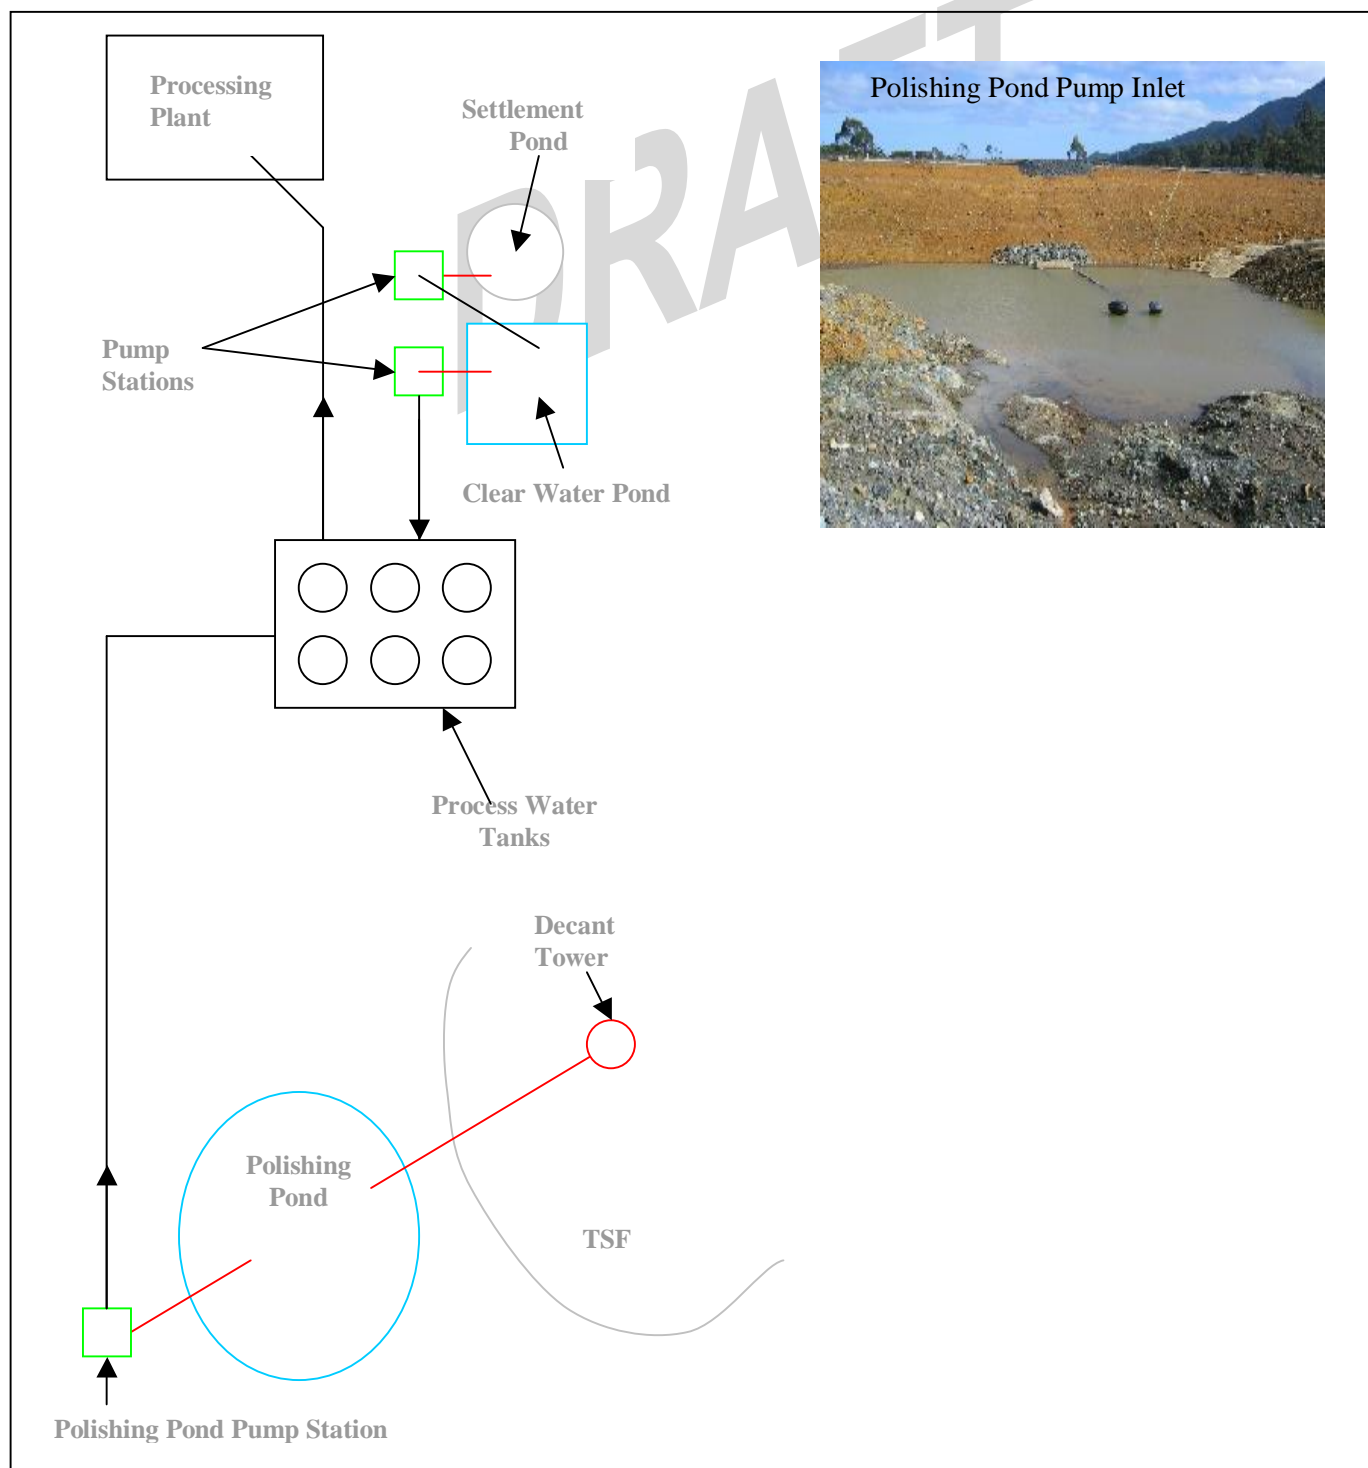 DRAFT
Processing
Plant
Settlement
Pond
Polishing Pond Pump Inlet
Pump
Stations
Clear Water Pond
Process Water
Tanks
Decant
Tower
Polishing
Pond
TSF
Polishing Pond Pump Station